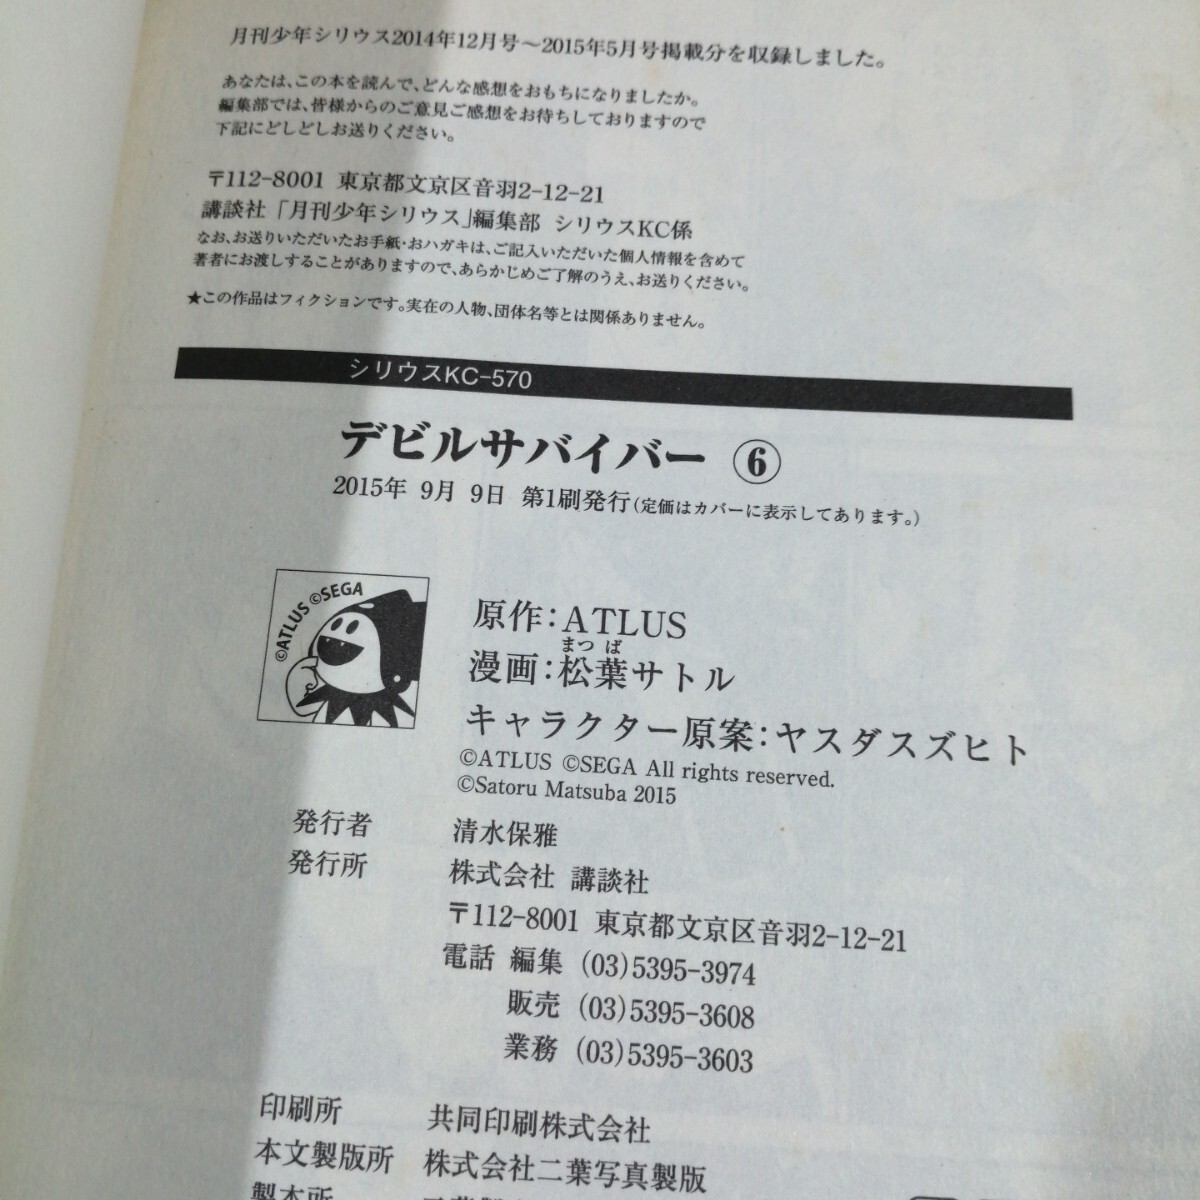 月刊少年シリウス2014年12月号～2015年5月号掲載分を収録しました。
あなたは、この本を読んで、どんな感想をおもちになりましたか。
編集部では、皆様からのご意見ご感想をお待ちしておりますので
下記にどしどしお送りください。
〒112-8001 東京都文京区音羽2-12-21
講談社「月刊少年シリウス」編集部 シリウスKC係
なお、お送りいただいたお手紙・おハガキは、ご記入いただいた個人情報を含めて
著者にお渡しすることがありますので、あらかじめご了解のうえ、お送りください。
★この作品はフィクションです。実在の人物、団体名等とは関係ありません。
シリウスKC-570
デビルサバイバー ⑥
2015年 9月 9日 第1刷発行(定価はカバーに表示してあります。)
©ATLUS ©SEGA
原作：ATLUS
まつ ば
漫画：松葉サトル
キャラクター原案：ヤスダスズヒト
©ATLUS ©SEGA All rights reserved.
©Satoru Matsuba 2015
発行者 清水保雅
発行所 株式会社 講談社
〒112-8001 東京都文京区音羽2-12-21
電話 編集 (03)5395-3974
販売 (03)5395-3608
業務 (03)5395-3603
印刷所 共同印刷株式会社
本文製版所 株式会社二葉写真製版
製本所